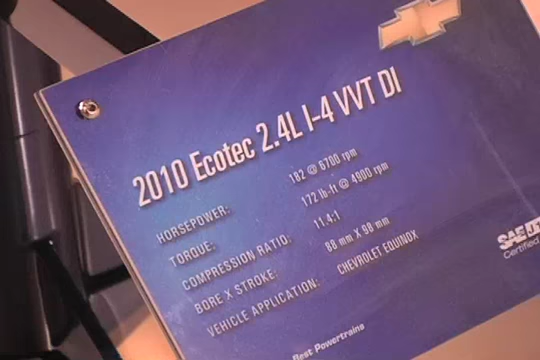 2010 Ecotec 2.4L I-4 VVT DI
HORSEPOWER: 182 @ 6700 rpm
TORQUE: 172 lb-ft @ 4900 rpm
COMPRESSION RATIO: 11.4:1
BORE X STROKE: 88 mm X 98 mm
VEHICLE APPLICATION: CHEVROLET EQUINOX
SAE
Certified
Best Powertrains